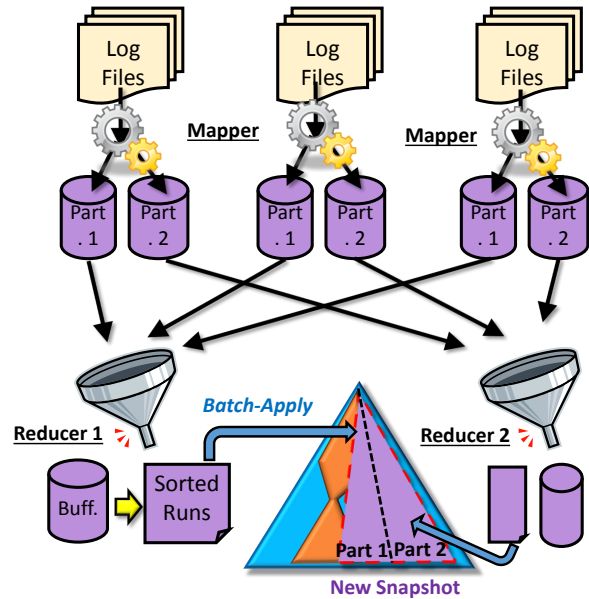 Log
Files
Log
Files
Log
Files
Mapper
Mapper
Part
. 1
Part
. 2
Part
. 1
Part
. 2
Part
. 1
Part
. 2
Batch-Apply
Reducer 1
Reducer 2
Buff.
Sorted
Runs
Part 1
Part 2
New Snapshot